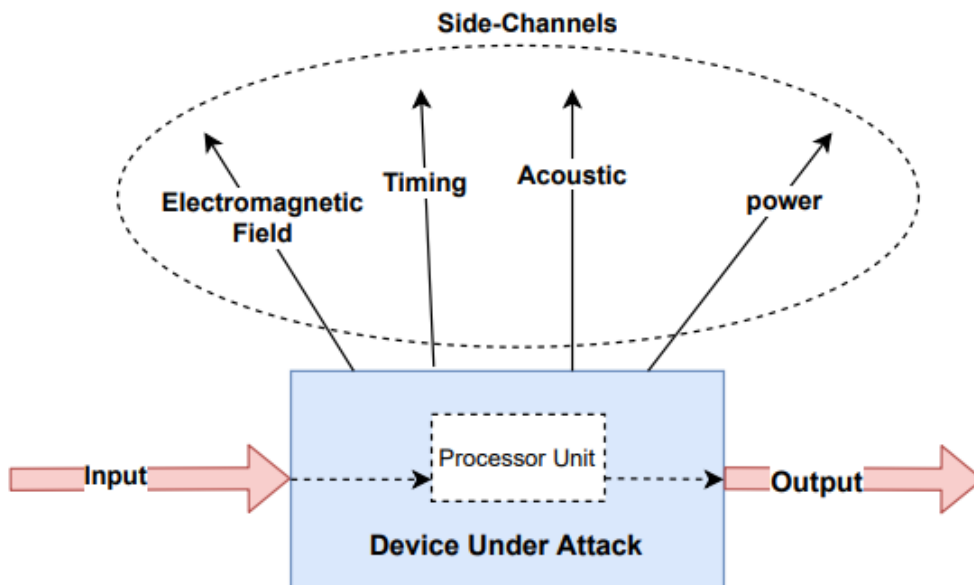 Side-Channels
Electromagnetic
Field
Timing
Acoustic
power
Input
Processor Unit
Output
Device Under Attack